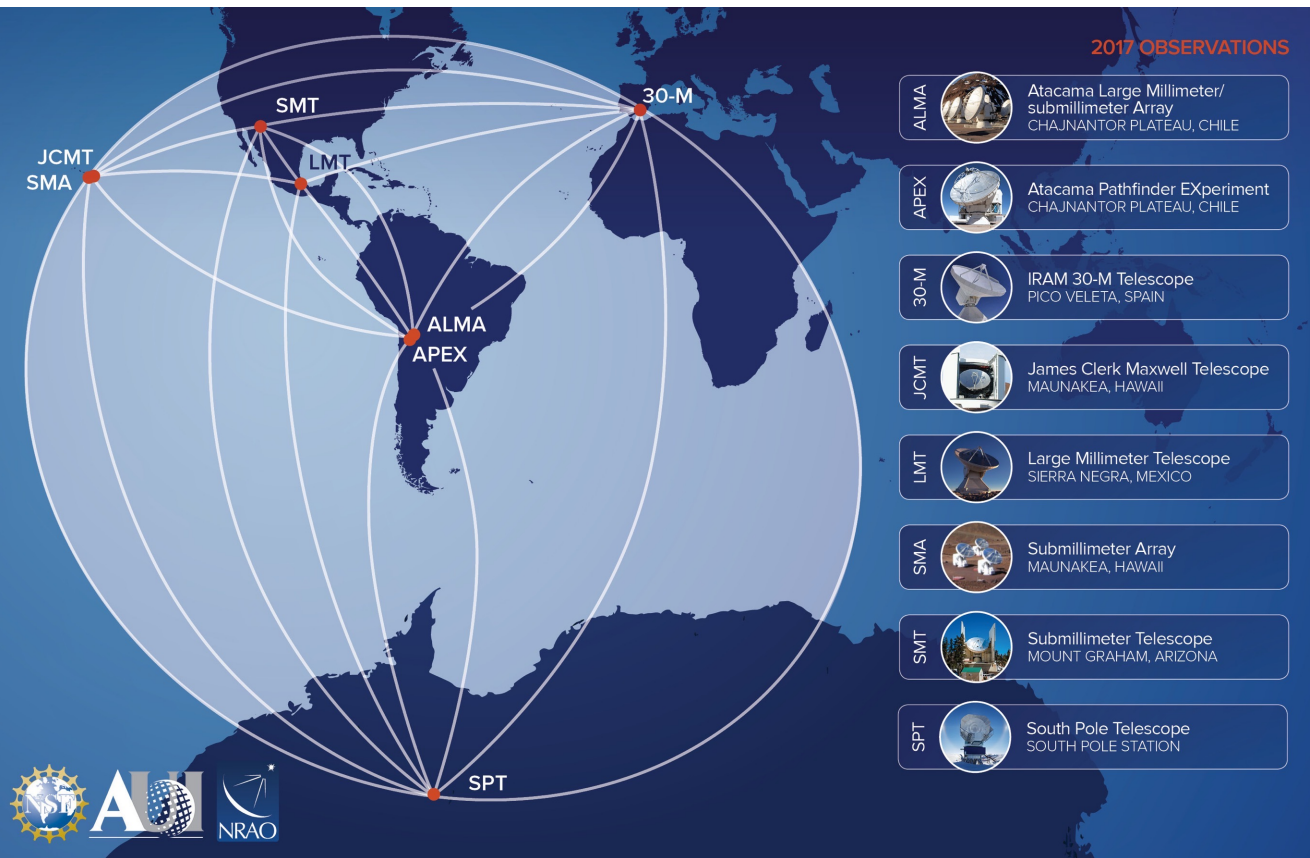 2017 OBSERVATIONS
SMT
30-M
JCMT
SMA
LMT
ALMA
APEX
SPT
ALMA
Atacama Large Millimeter/
submillimeter Array
CHAJNANTOR PLATEAU, CHILE
APEX
Atacama Pathfinder EXperiment
CHAJNANTOR PLATEAU, CHILE
30-M
IRAM 30-M Telescope
PICO VELETA, SPAIN
JCMT
James Clerk Maxwell Telescope
MAUNAKEA, HAWAII
LMT
Large Millimeter Telescope
SIERRA NEGRA, MEXICO
SMA
Submillimeter Array
MAUNAKEA, HAWAII
SMT
Submillimeter Telescope
MOUNT GRAHAM, ARIZONA
SPT
South Pole Telescope
SOUTH POLE STATION
NSF
AUI
NRAO